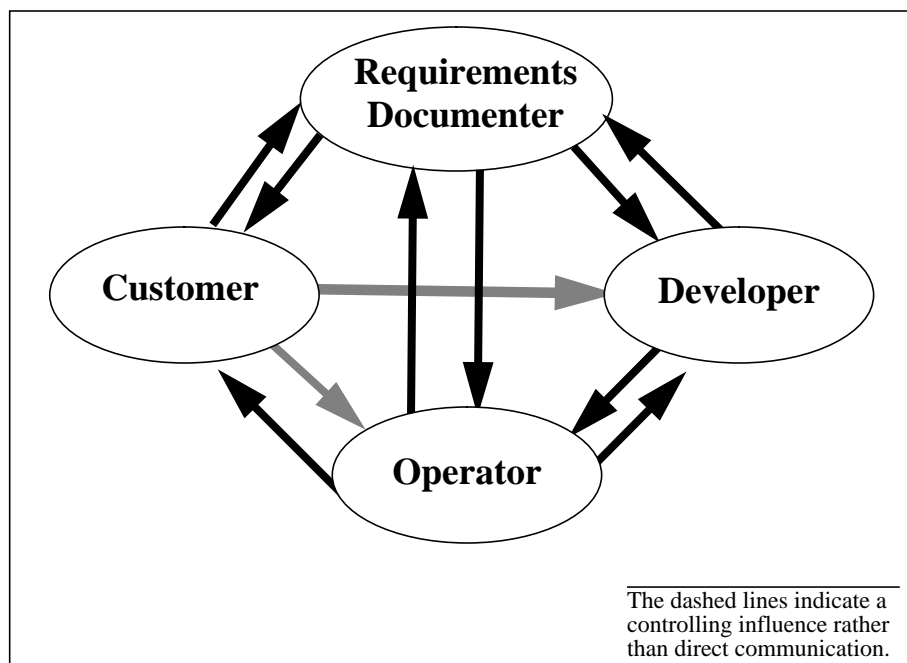 Requirements
Documenter
Customer
Developer
Operator
The dashed lines indicate a
controlling influence rather
than direct communication.